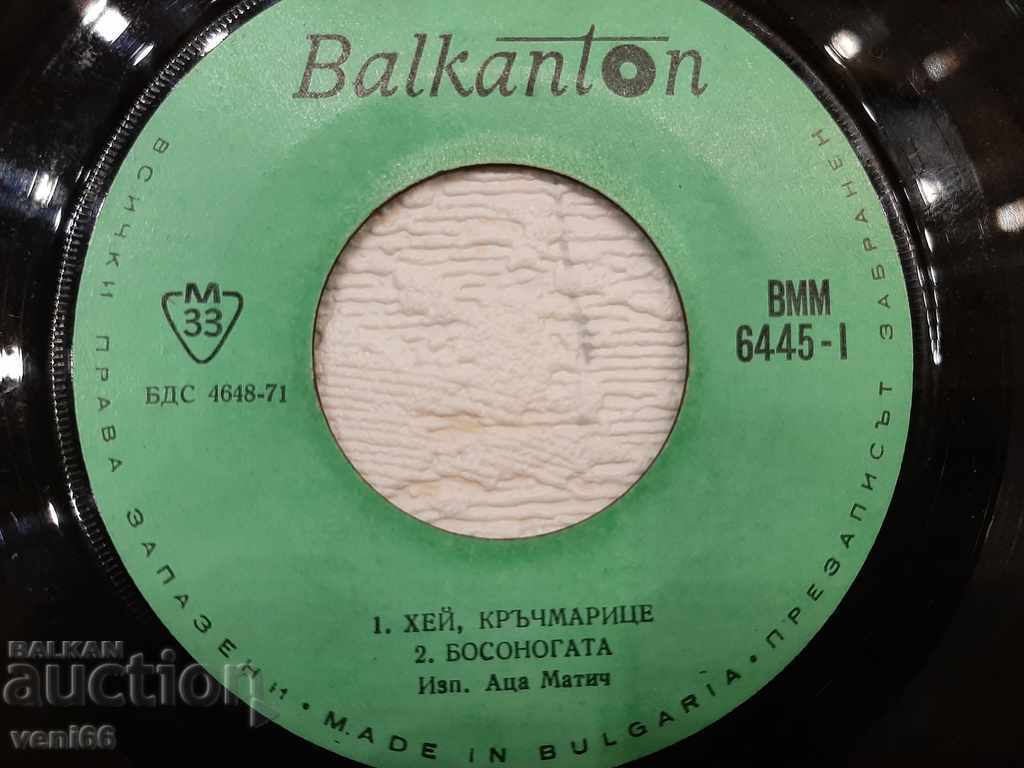 Balkanton
ВСИЧКИ ПРАВА ЗАПАЗЕНИ • MADE IN BULGARIA • ПРЕЗАПИСЪТ ЗАБРАНЕН
М
33
БДС 4648-71
ВММ
6445-I
1. ХЕЙ, КРЪЧМАРИЦЕ
2. БОСОНОГАТА
Изп. Аца Матич
BALKAN
auction
veni66